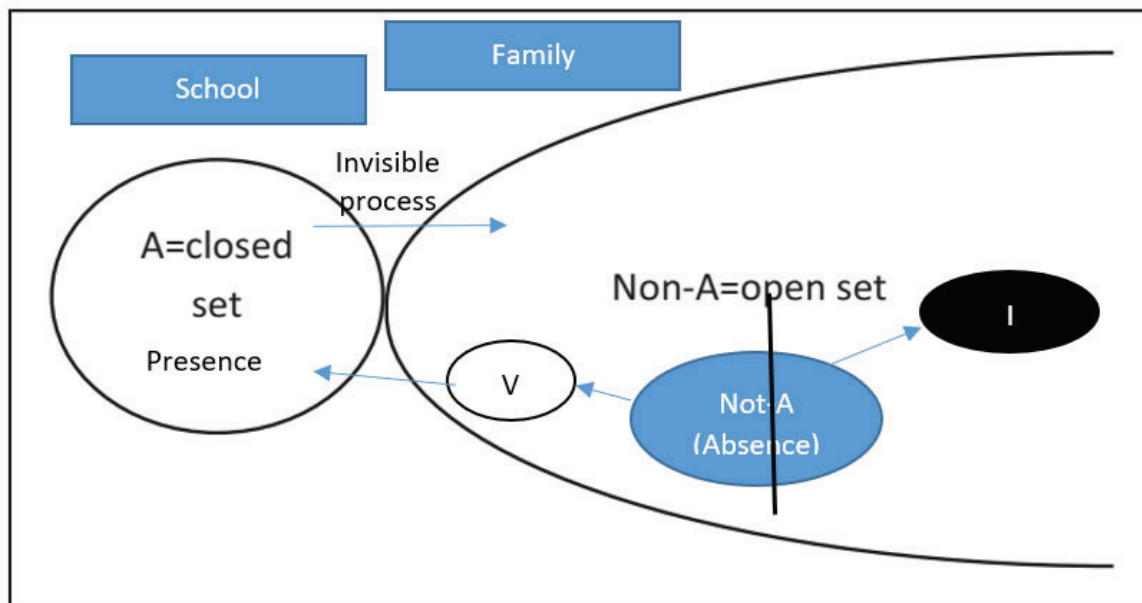 Family
School
Invisible
process
A=closed
set
Presence
Non-A=open set
I
V
Not-A
(Absence)